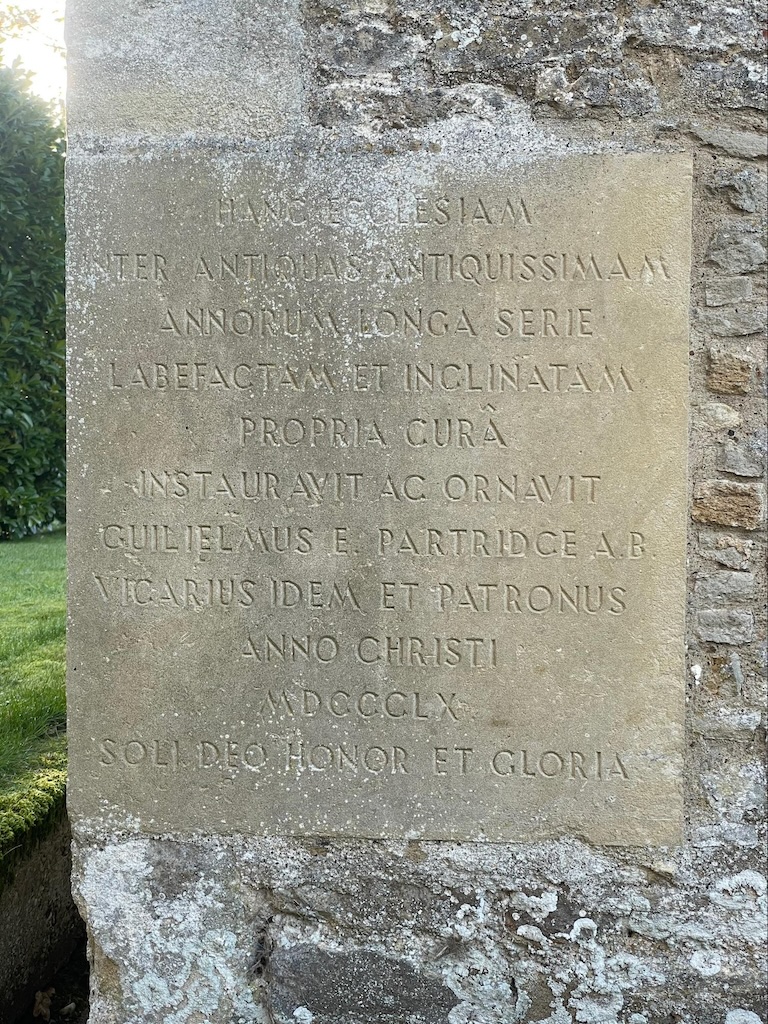 HANC ECCLESIAM
INTER ANTIQUAS ANTIQUISSIMAM
ANNORUM LONGA SERIE
LABEFACTAM ET INCLINATAM
PROPRIA CURÂ
INSTAURAVIT AC ORNAVIT
GUILIELMUS E. PARTRIDGE A.B.
VICARIUS IDEM ET PATRONUS
ANNO CHRISTI
MDCCCLX
SOLI DEO HONOR ET GLORIA